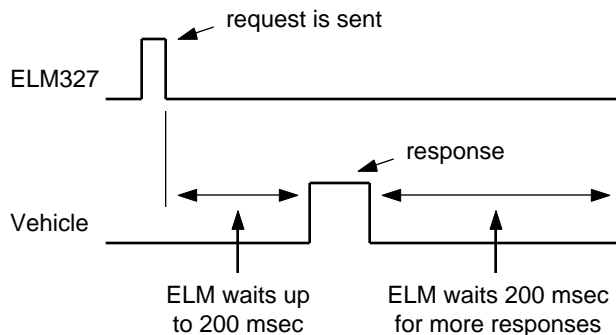 request is sent
ELM327
response
Vehicle
ELM waits up
to 200 msec
ELM waits 200 msec
for more responses